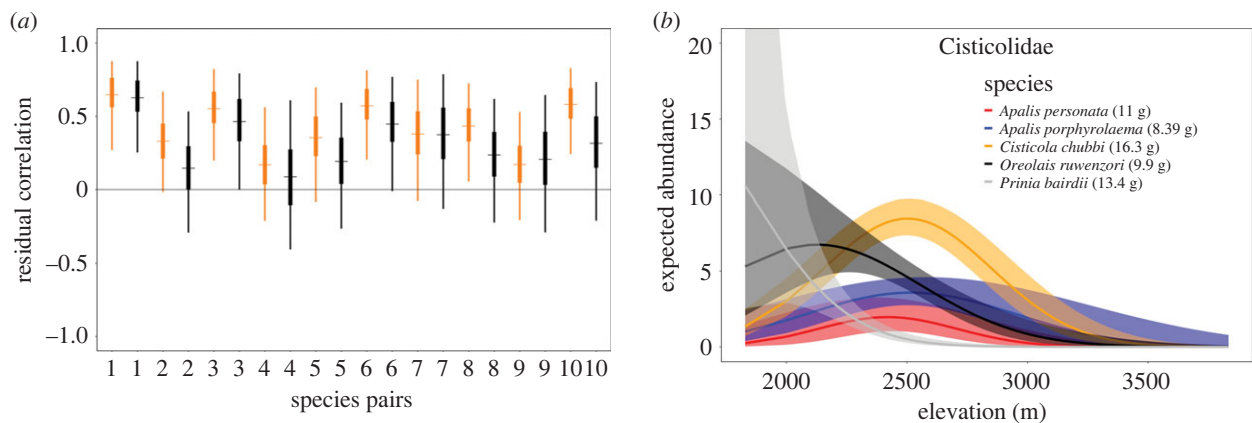 (a)
1.0
0.5
0
–0.5
–1.0
residual correlation
1 1 2 2 3 3 4 4 5 5 6 6 7 7 8 8 9 9 10 10
species pairs
(b)
20
15
10
5
0
expected abundance
Cisticolidae
species
Apalis personata (11 g)
Apalis porphyrolaema (8.39 g)
Cisticola chubbi (16.3 g)
Oreolais ruwenzori (9.9 g)
Prinia bairdii (13.4 g)
2000 2500 3000 3500
elevation (m)